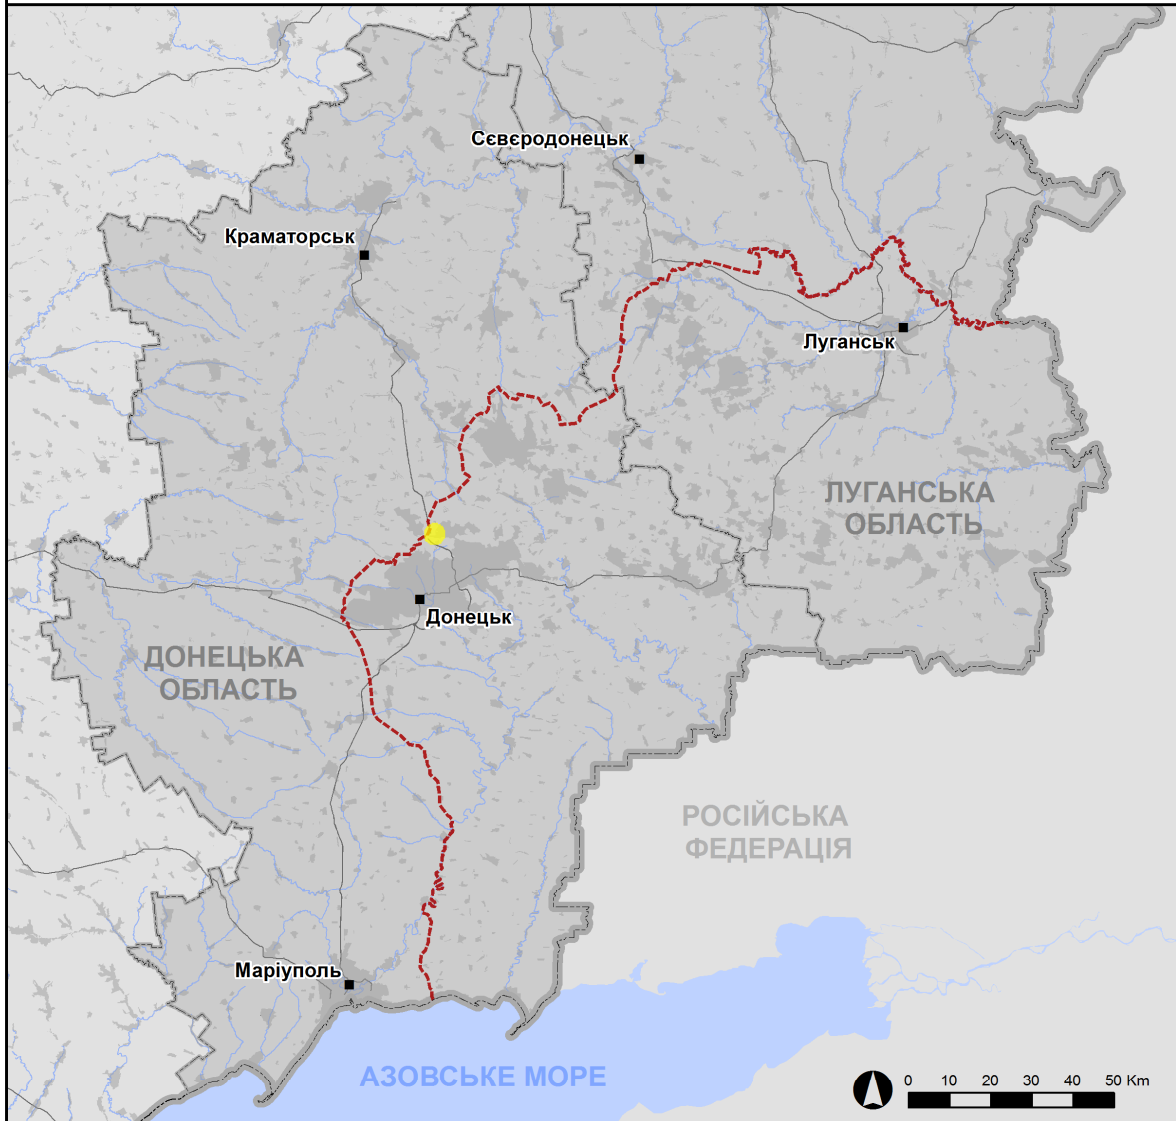 Сєвєродонецьк
Краматорськ
Луганськ
ЛУГАНСЬКА
ОБЛАСТЬ
Донецьк
ДОНЕЦЬКА
ОБЛАСТЬ
РОСІЙСЬКА
ФЕДЕРАЦІЯ
Маріуполь
АЗОВСЬКЕ МОРЕ
0 10 20 30 40 50 Km